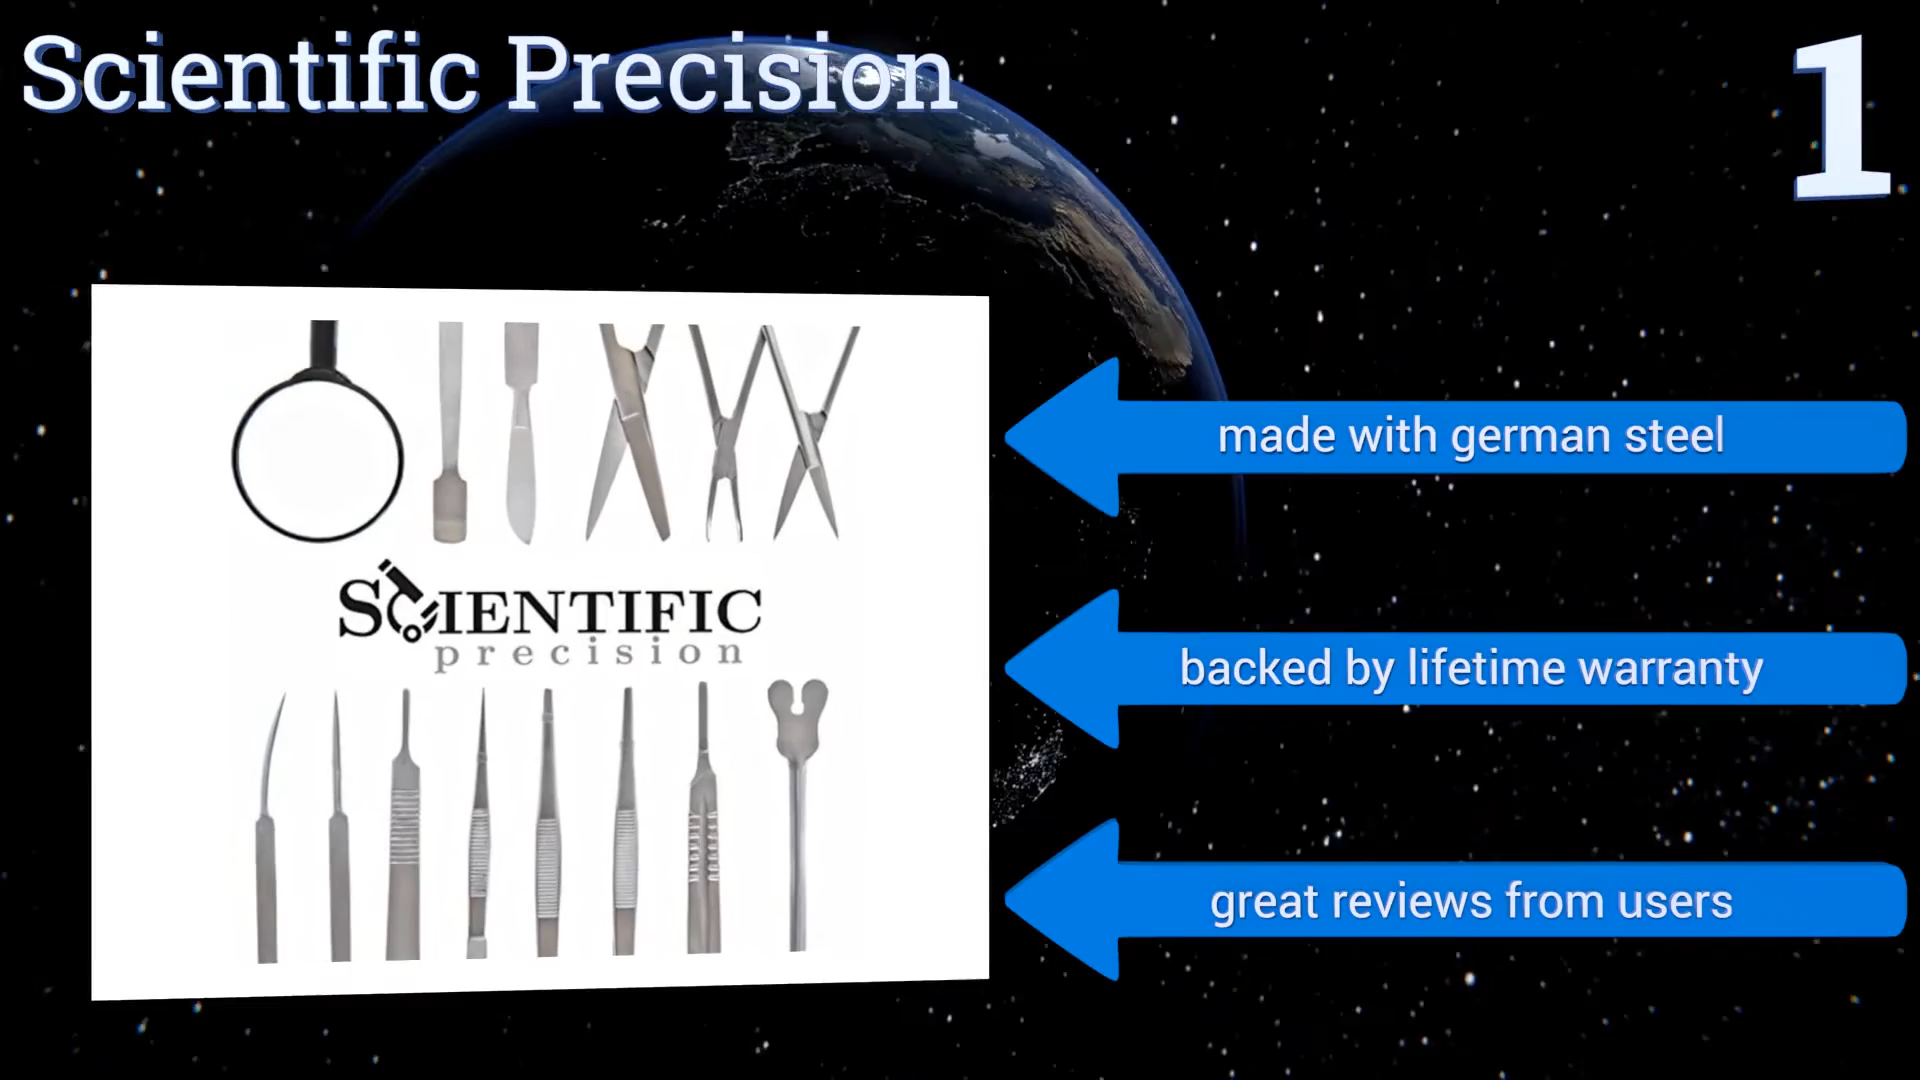 Scientific Precision
1
made with german steel
SCIENTIFIC
precision
backed by lifetime warranty
great reviews from users